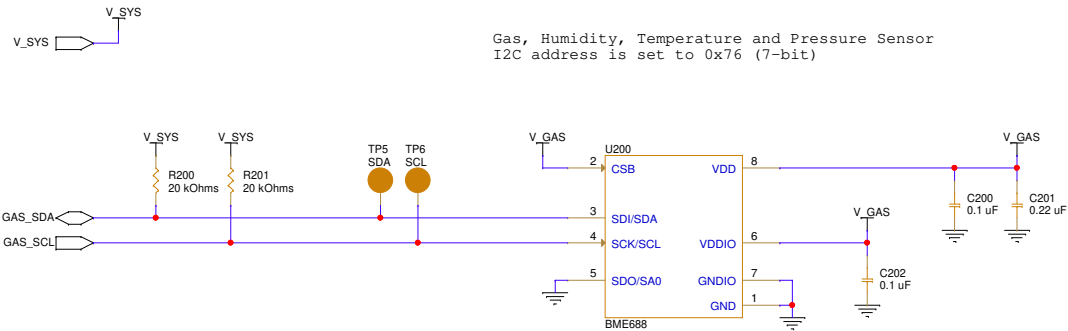 V_SYS
V_SYS
Gas, Humidity, Temperature and Pressure Sensor
I2C address is set to 0x76 (7-bit)
V_SYS
V_SYS
TP5
SDA
TP6
SCL
R200
20 kOhms
R201
20 kOhms
GAS_SDA
GAS_SCL
V_GAS
U200
2
CSB
3
SDI/SDA
4
SCK/SCL
5
SDO/SA0
VDD
8
VDDIO
6
GNDIO
7
GND
1
BME688
V_GAS
C202
0.1 uF
V_GAS
C200
0.1 uF
C201
0.22 uF